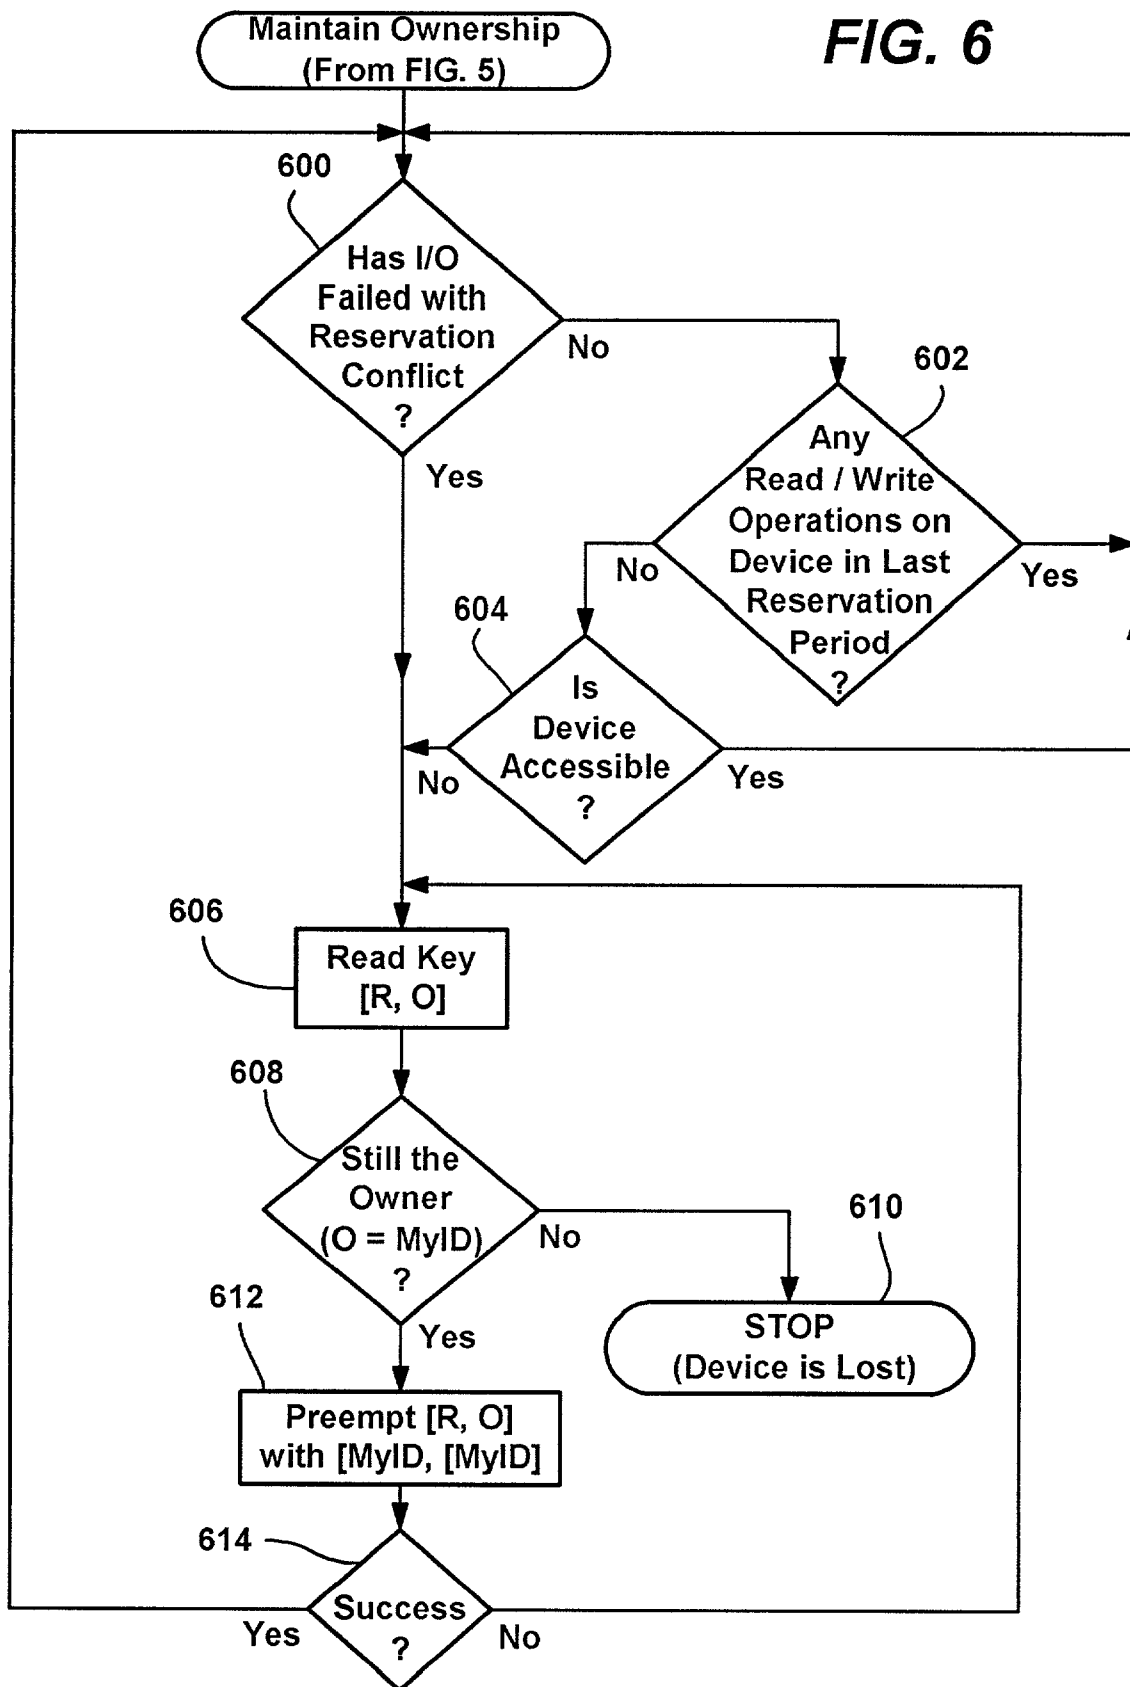 Maintain Ownership
(From FIG. 5)
FIG. 6
600
Has I/O
Failed with
Reservation
Conflict
?
No
Yes
602
Any
Read / Write
Operations on
Device in Last
Reservation
Period
?
No
Yes
604
Is
Device
Accessible
?
No
Yes
606
Read Key
[R, O]
608
Still the
Owner
(O = MyID)
?
No
Yes
610
STOP
(Device is Lost)
612
Preempt [R, O]
with [MyID, [MyID]
614
Success
?
Yes
No